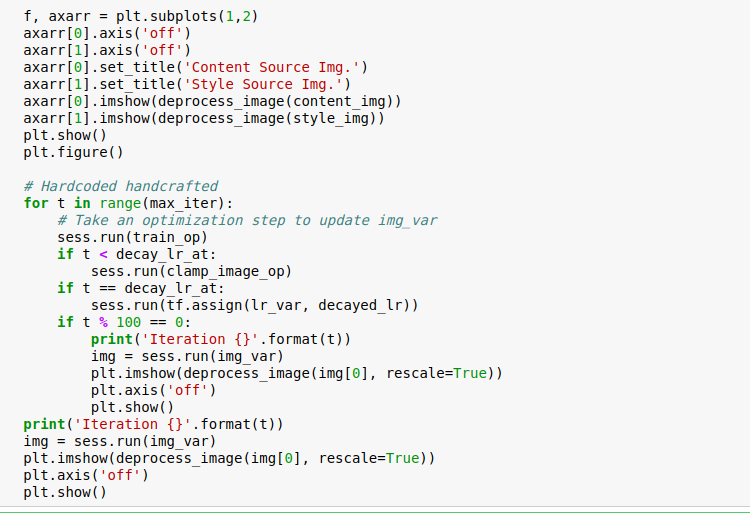 f, axarr = plt.subplots(1,2)
axarr[0].axis('off')
axarr[1].axis('off')
axarr[0].set_title('Content Source Img.')
axarr[1].set_title('Style Source Img.')
axarr[0].imshow(deprocess_image(content_img))
axarr[1].imshow(deprocess_image(style_img))
plt.show()
plt.figure()

# Hardcoded handcrafted
for t in range(max_iter):
    # Take an optimization step to update img_var
    sess.run(train_op)
    if t < decay_lr_at:
        sess.run(clamp_image_op)
    if t == decay_lr_at:
        sess.run(tf.assign(lr_var, decayed_lr))
    if t % 100 == 0:
        print('Iteration {}'.format(t))
        img = sess.run(img_var)
        plt.imshow(deprocess_image(img[0], rescale=True))
        plt.axis('off')
        plt.show()
print('Iteration {}'.format(t))
img = sess.run(img_var)
plt.imshow(deprocess_image(img[0], rescale=True))
plt.axis('off')
plt.show()